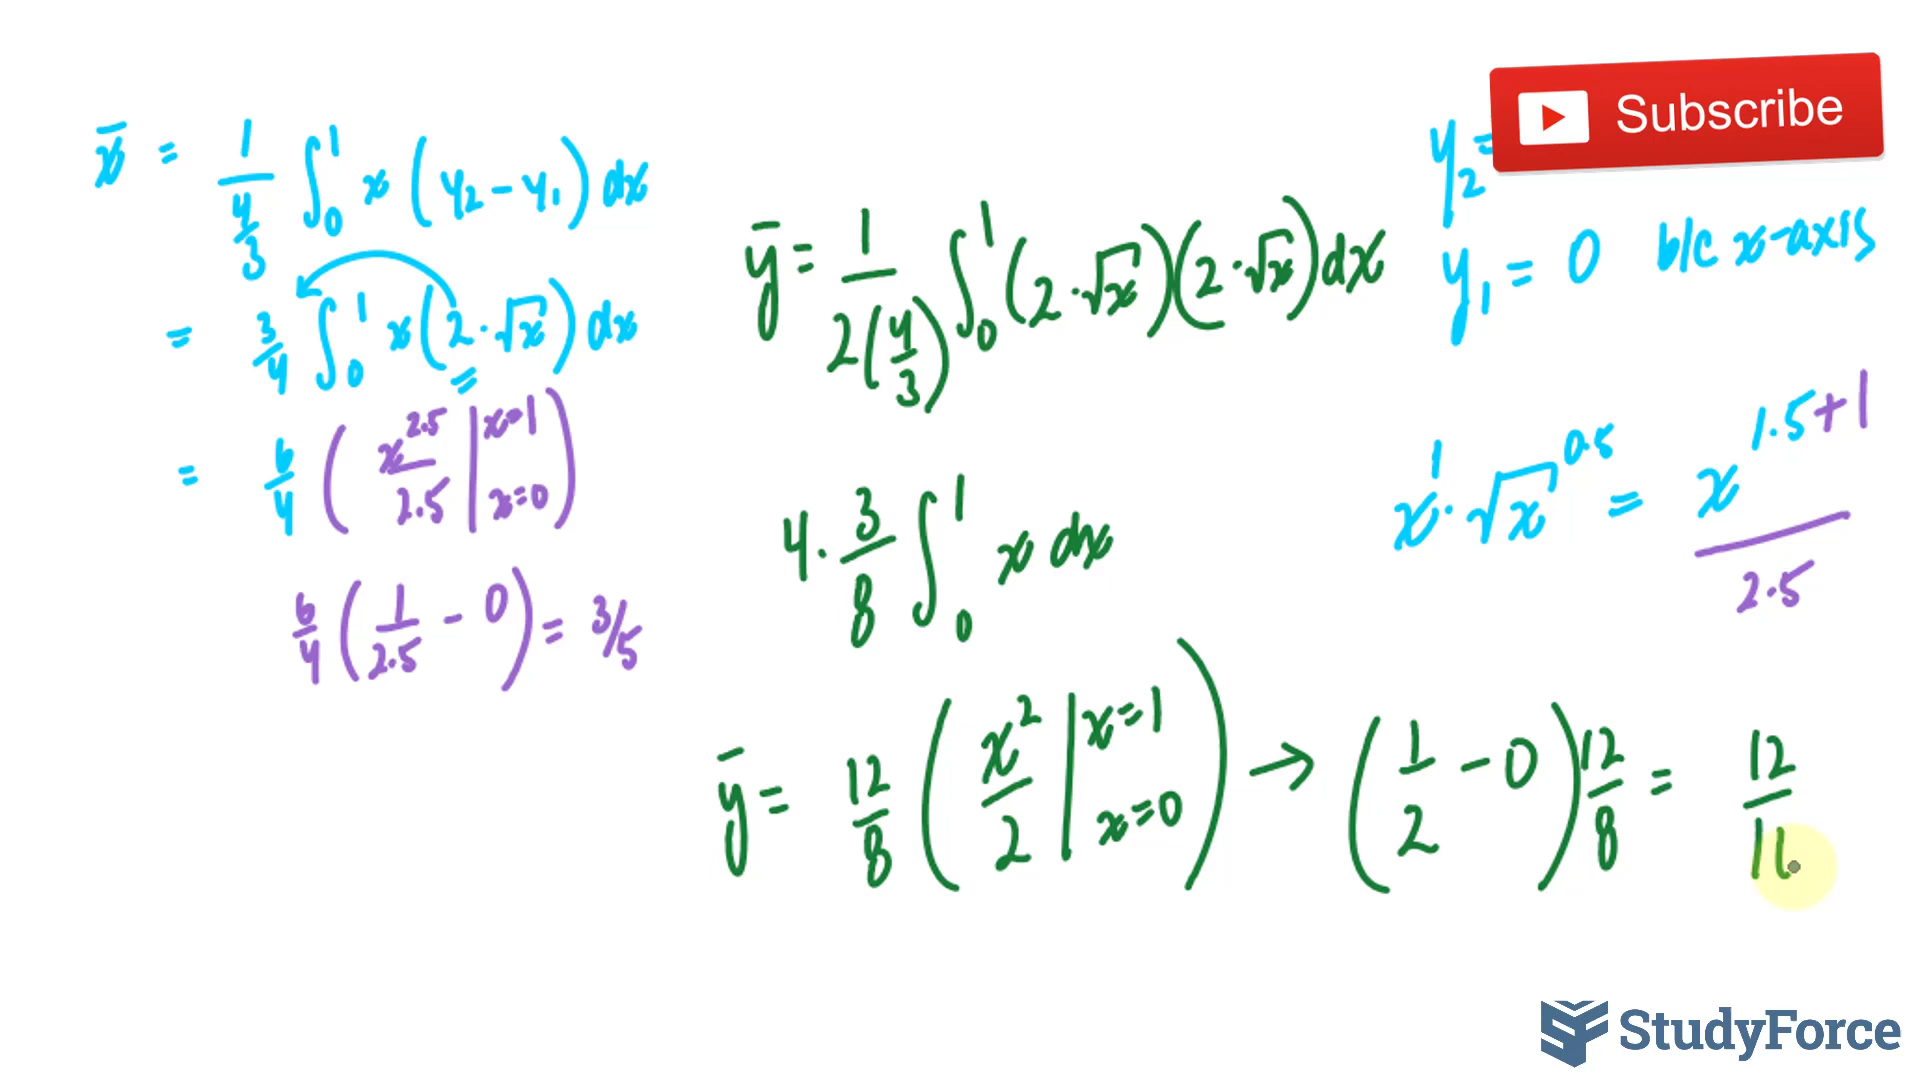 x̄ = 1/(4/3) ∫₀¹ x (y₂ - y₁) dx
= 3/4 ∫₀¹ x (2·√x) dx
= 6/4 ( x^2.5/2.5 | x=1 x=0 )
6/4 ( 1/2.5 - 0 ) = 3/5
ȳ = 1/(2(4/3)) ∫₀¹ (2·√x)(2·√x) dx
4 · 3/8 ∫₀¹ x dx
ȳ = 12/8 ( x²/2 | x=1 x=0 ) → ( 1/2 - 0 ) 12/8 = 12/
Subscribe
y₂ =
y₁ = 0 b/c x-axis
x¹ · √x^0.5 = x^(1.5+1)/2.5
StudyForce